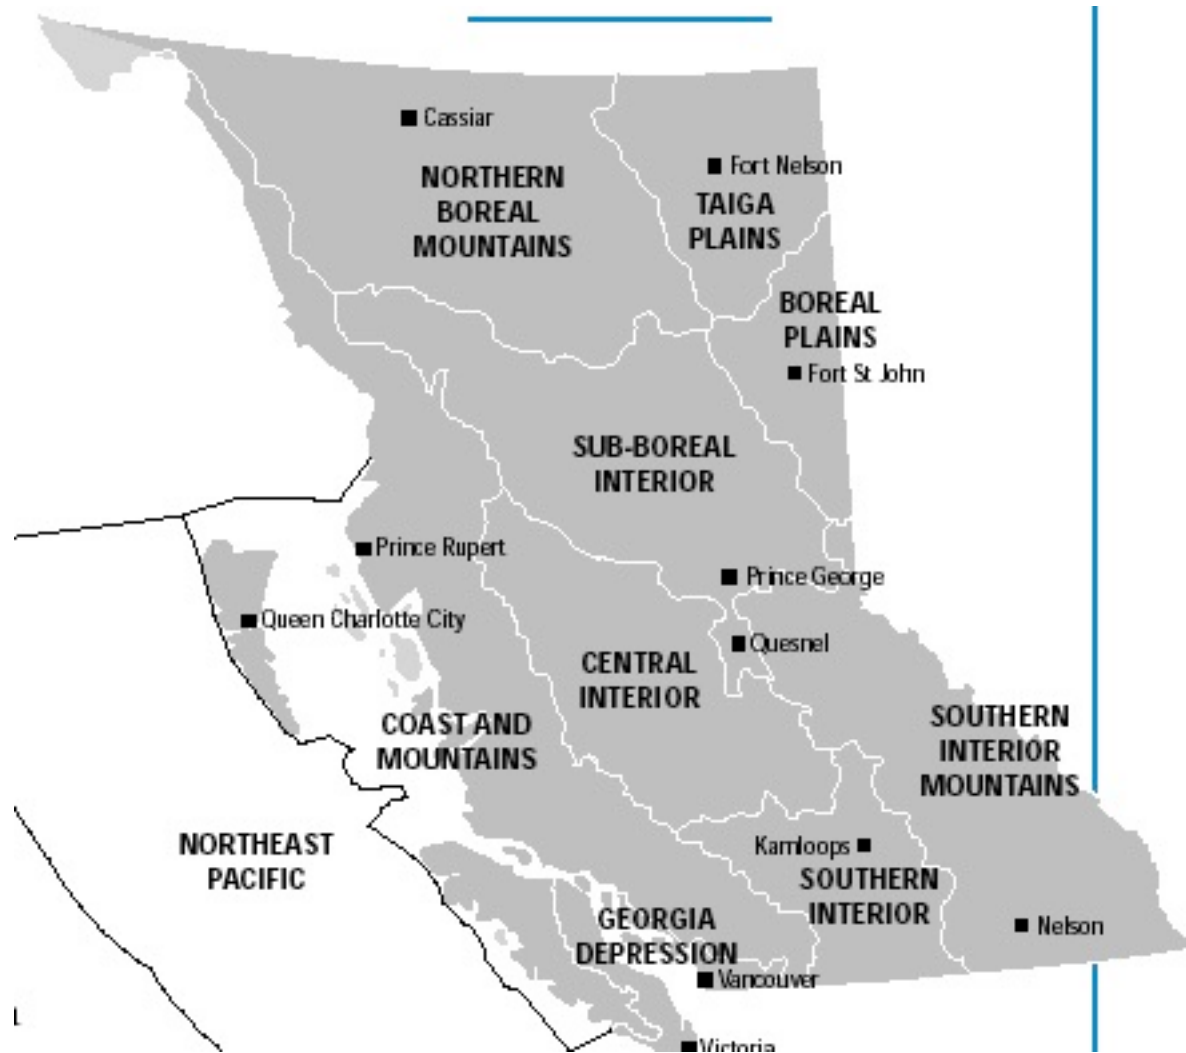 Cassiar
NORTHERN
BOREAL
MOUNTAINS
Fort Nelson
TAIGA
PLAINS
BOREAL
PLAINS
Fort St John
SUB-BOREAL
INTERIOR
Prince Rupert
Prince George
Queen Charlotte City
Quesnel
CENTRAL
INTERIOR
COAST AND
MOUNTAINS
SOUTHERN
INTERIOR
MOUNTAINS
NORTHEAST
PACIFIC
Kamloops
SOUTHERN
INTERIOR
GEORGIA
DEPRESSION
Nelson
Vancouver
Victoria